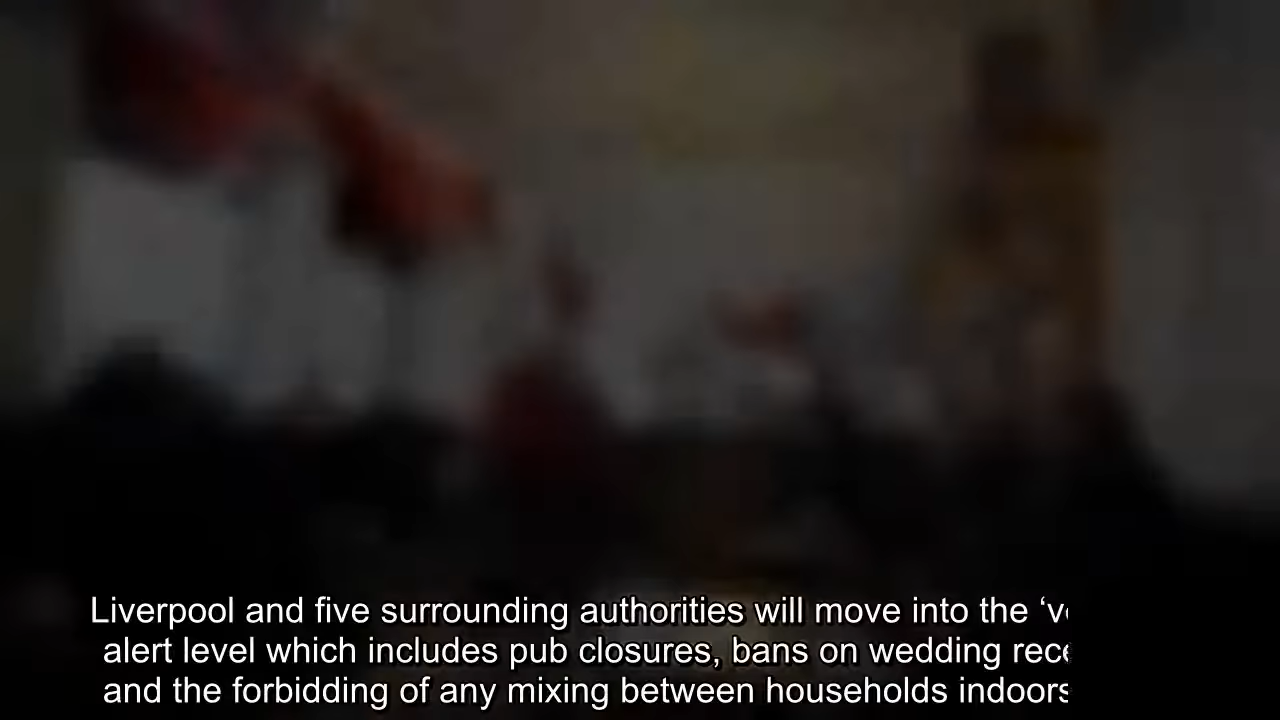 Liverpool and five surrounding authorities will move into the
alert level which includes pub closures, bans on wedding
and the forbidding of any mixing between households indoors